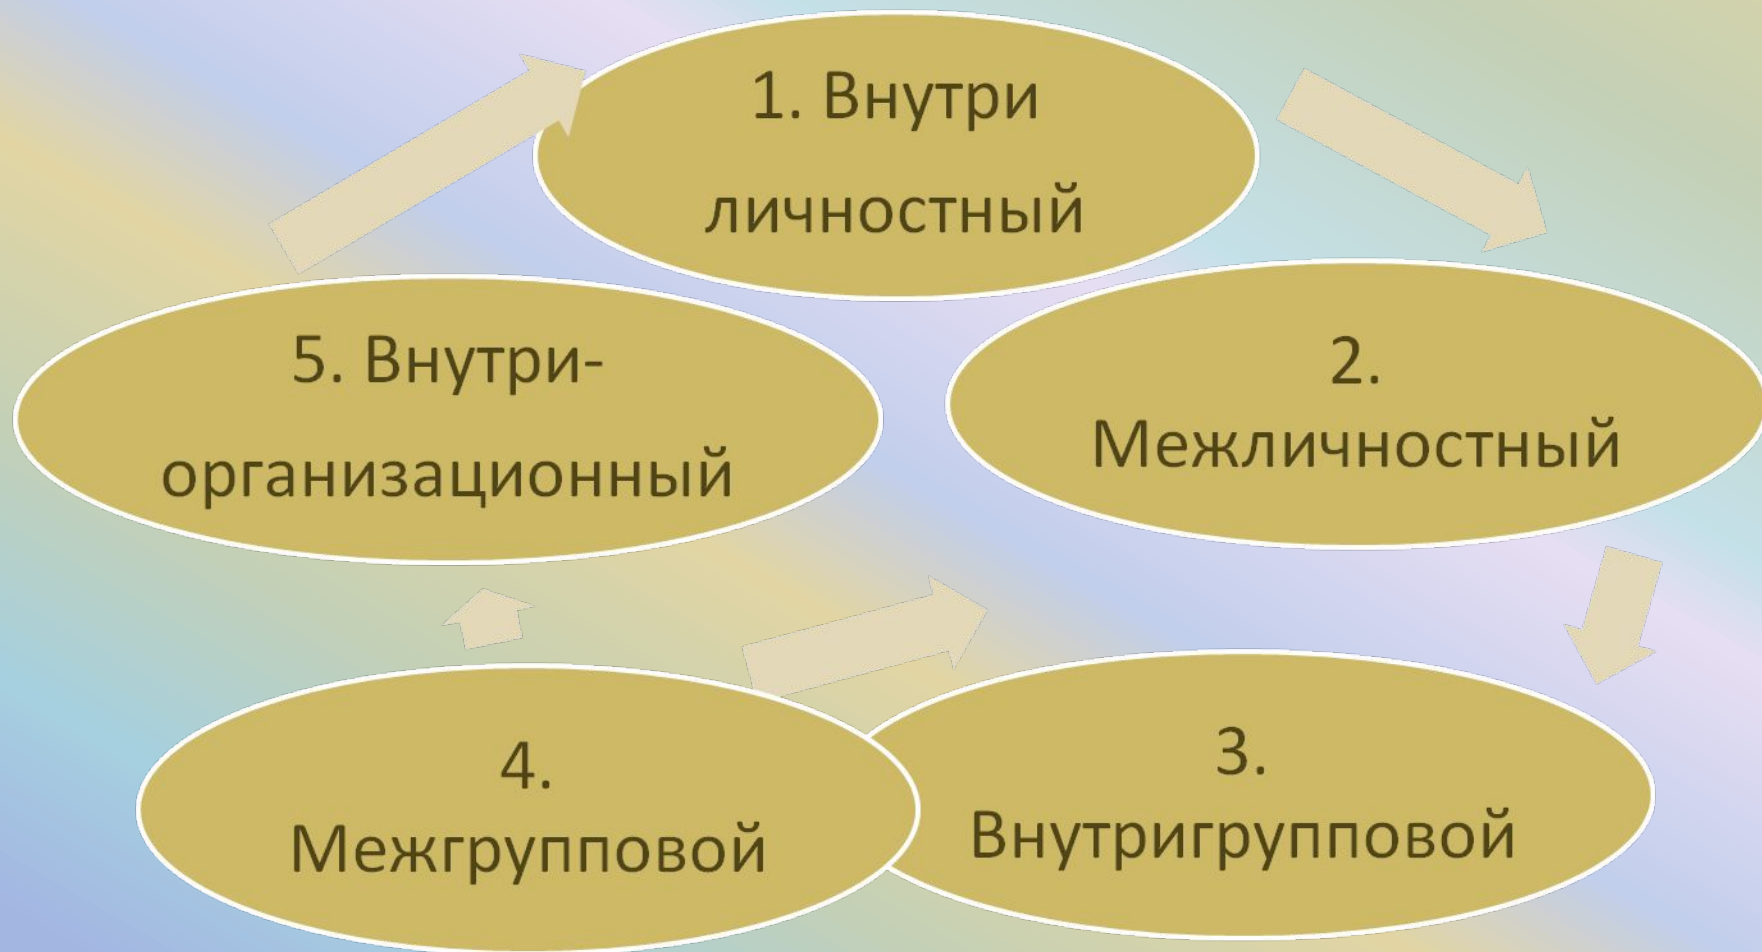 1. Внутри
личностный
2.
Межличностный
3.
Внутригрупповой
4.
Межгрупповой
5. Внутри-
организационный